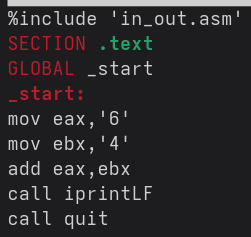 %include 'in_out.asm'
SECTION .text
GLOBAL _start
_start:
mov eax,'6'
mov ebx,'4'
add eax,ebx
call iprintLF
call quit